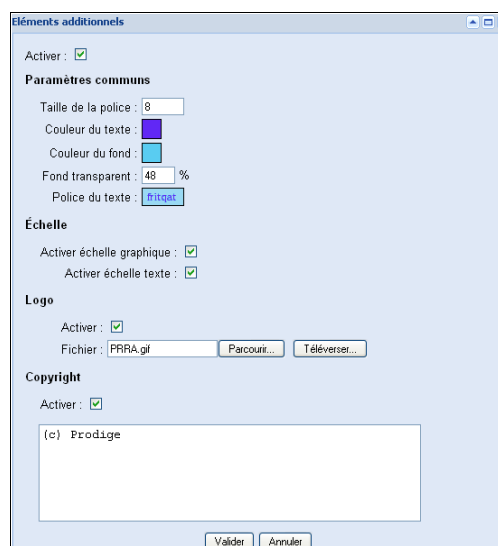 Eléments additionnels
Activer :
Paramètres communs
Taille de la police : 8
Couleur du texte :
Couleur du fond :
Fond transparent : 48 %
Police du texte : fritqat
Échelle
Activer échelle graphique :
Activer échelle texte :
Logo
Activer :
Fichier : PRRA.gif Parcourir... Téléverser...
Copyright
Activer :
(c) Prodige
Valider Annuler